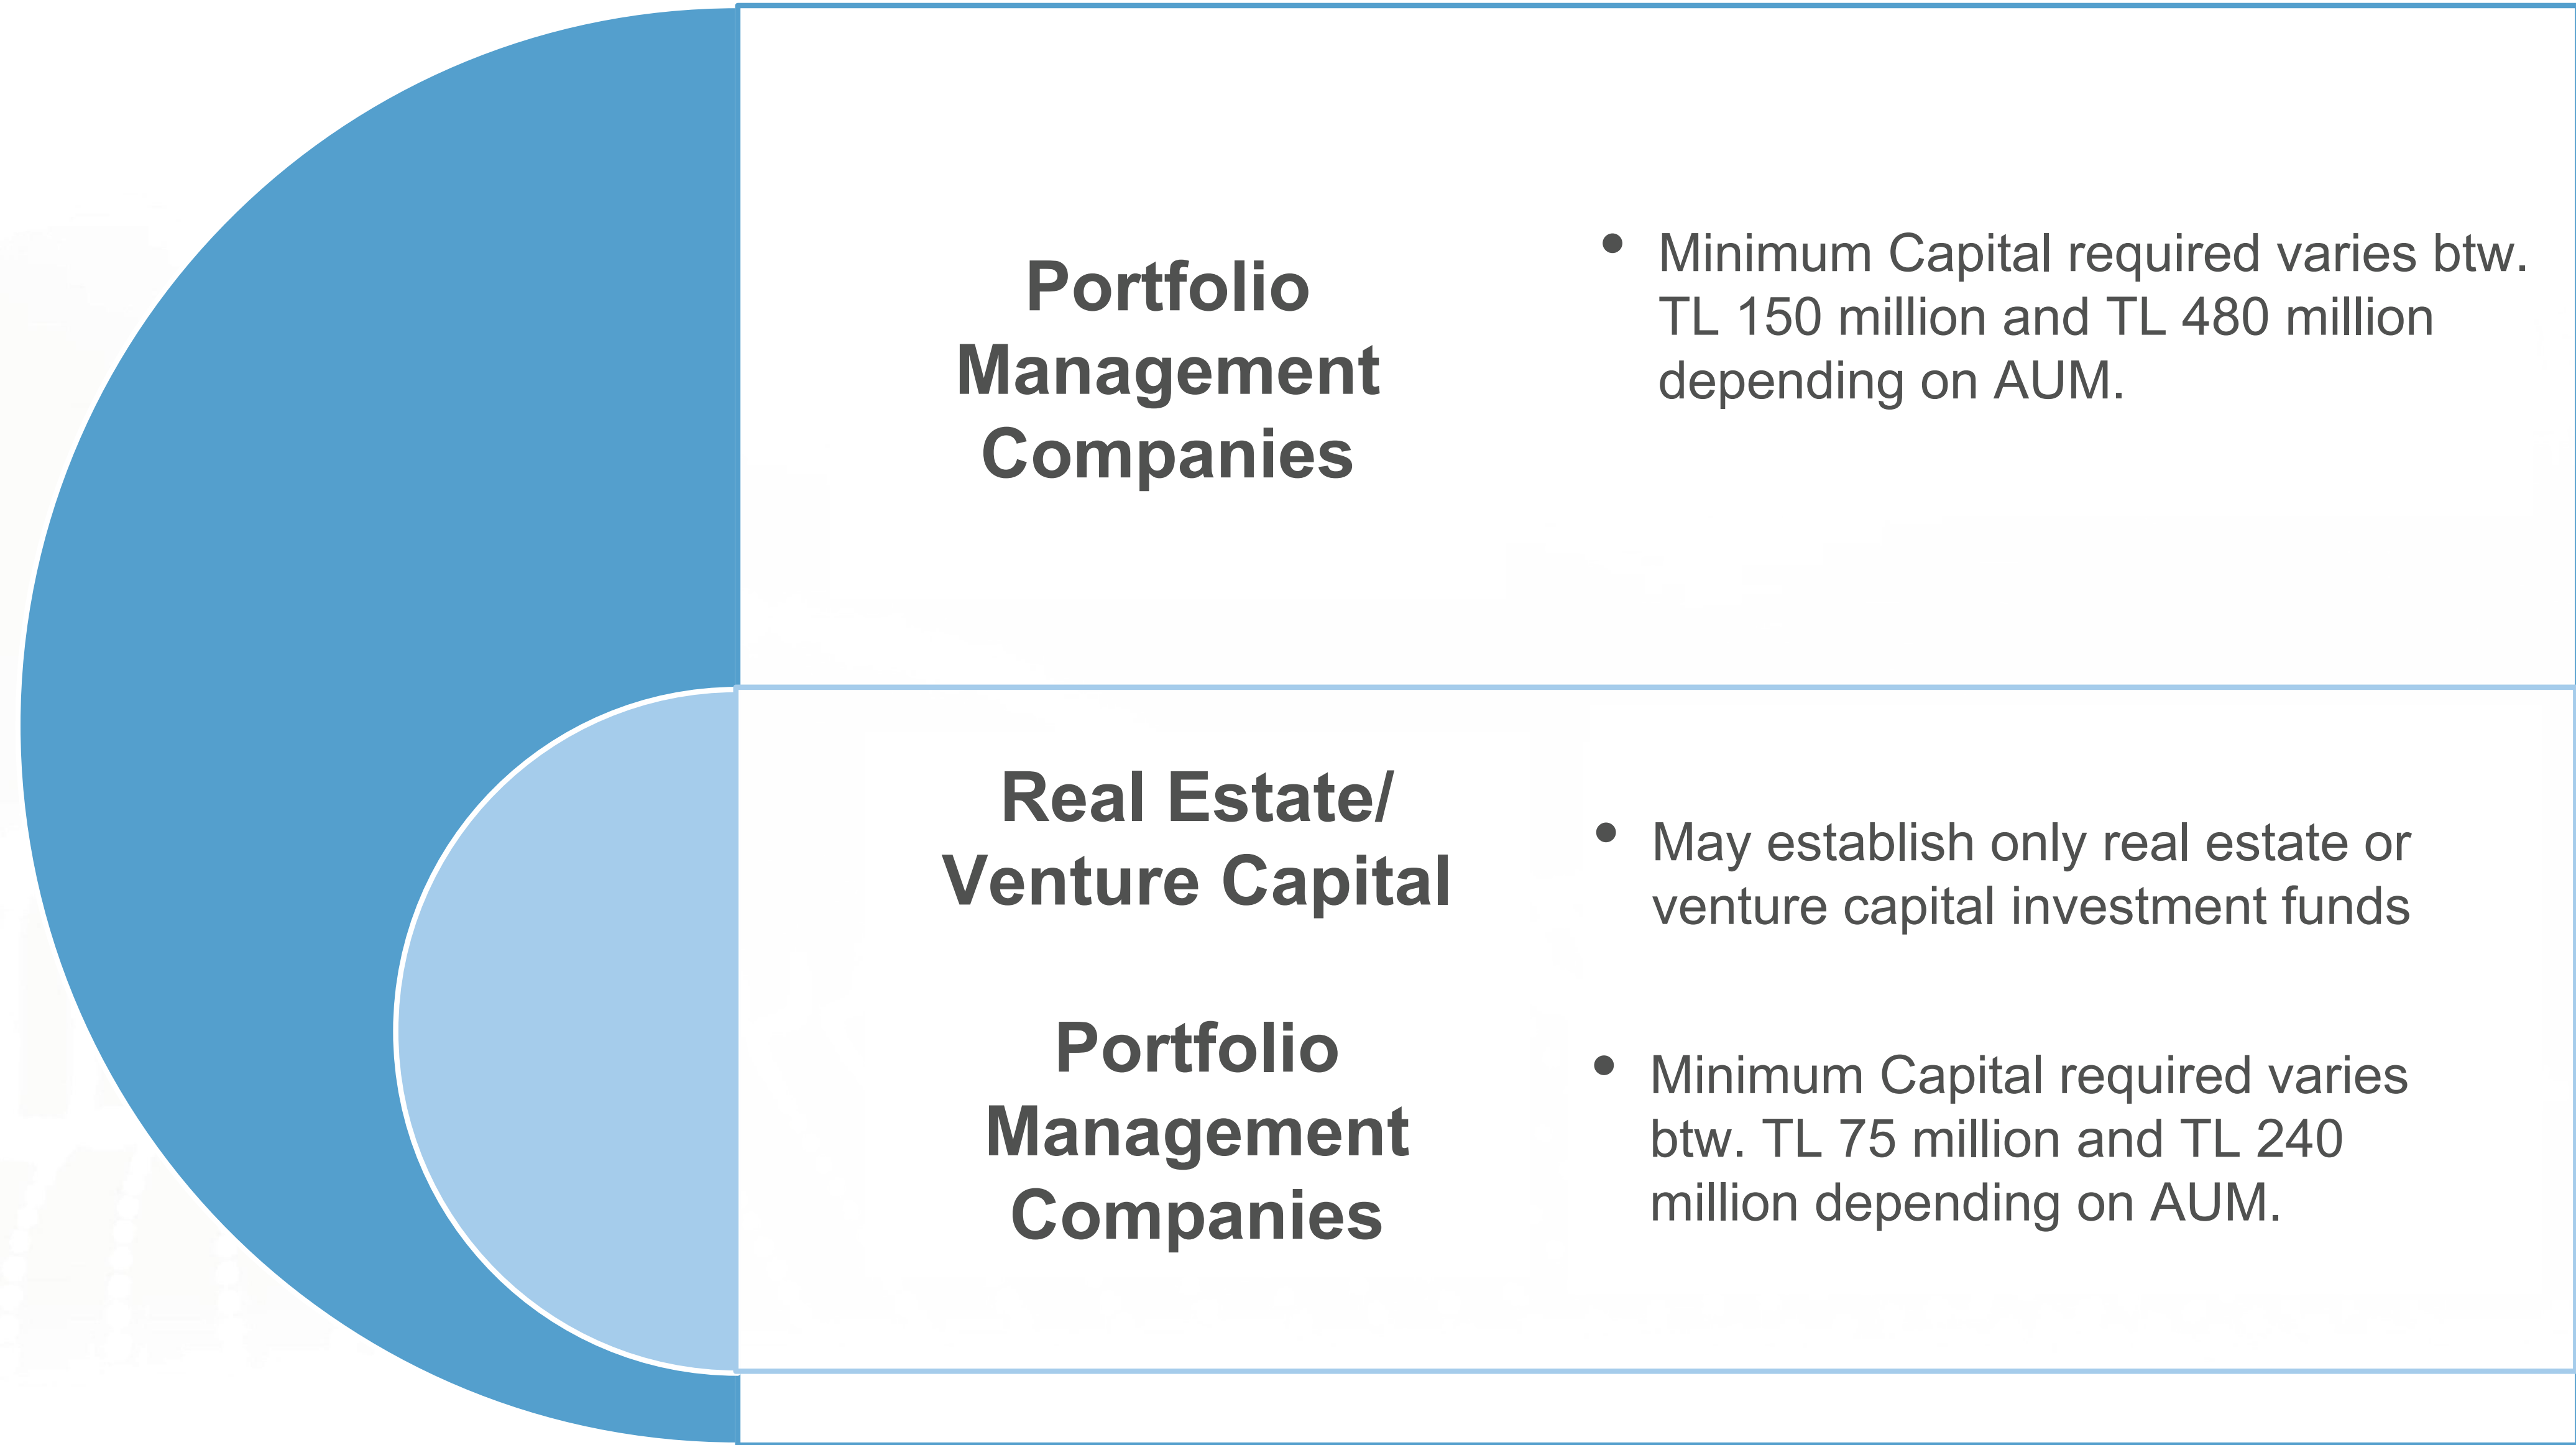 Portfolio
Management
Companies
• Minimum Capital required varies btw.
TL 150 million and TL 480 million
depending on AUM.
Real Estate/
Venture Capital
Portfolio
Management
Companies
• May establish only real estate or
venture capital investment funds
• Minimum Capital required varies
btw. TL 75 million and TL 240
million depending on AUM.